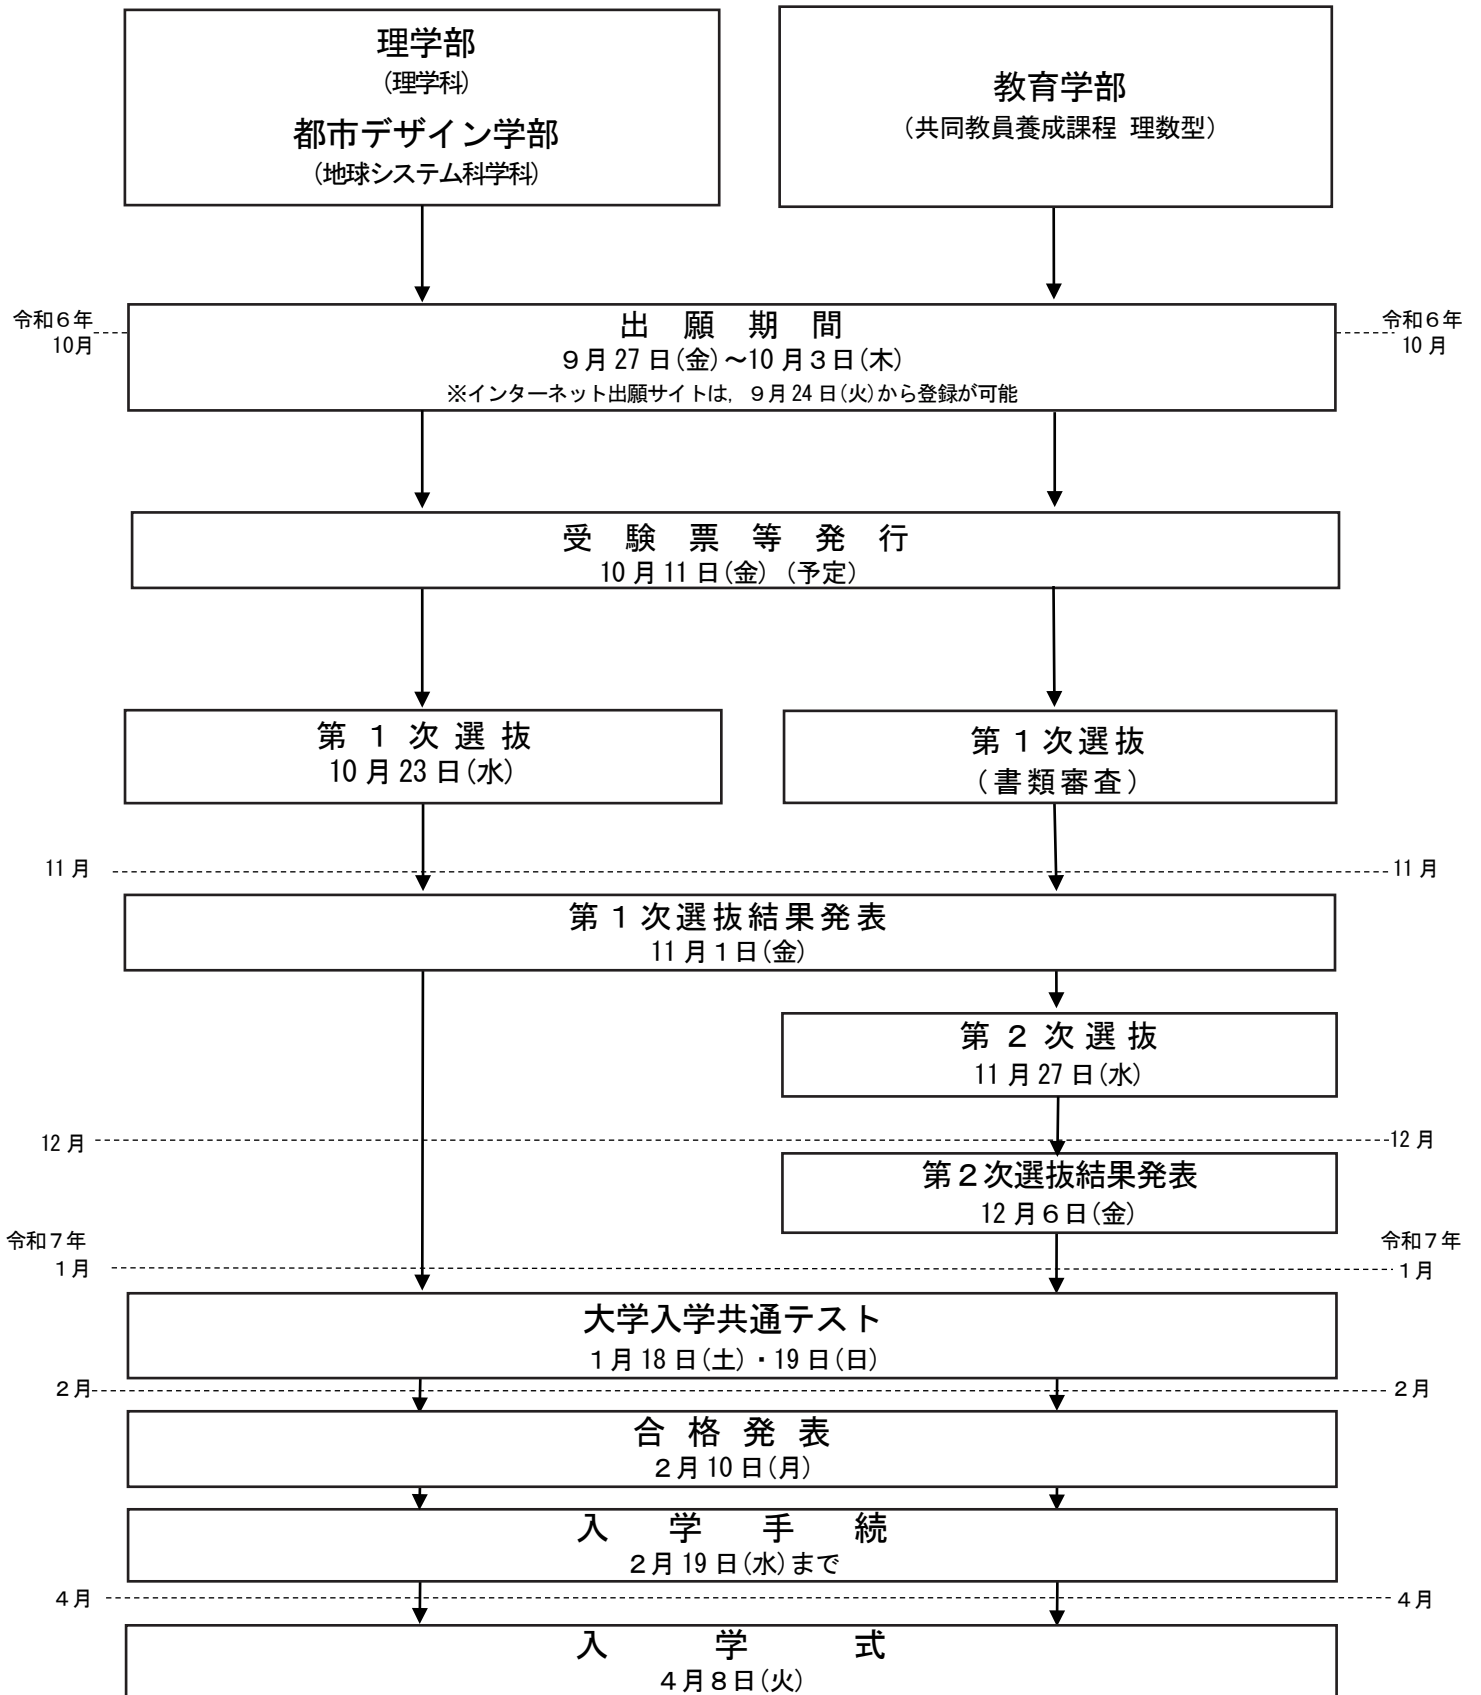 理学部
(理学科)
都市デザイン学部
(地球システム科学科)
教育学部
(共同教員養成課程 理数型)
令和６年
10月
出願期間
９月27日(金)～10月３日(木)
※インターネット出願サイトは，９月24日(火)から登録が可能
令和６年
10月
受験票等発行
10月11日(金) (予定)
第１次選抜
10月23日(水)
第１次選抜
(書類審査)
11月
11月
第１次選抜結果発表
11月１日(金)
第２次選抜
11月27日(水)
12月
12月
第２次選抜結果発表
12月６日(金)
令和７年
１月
令和７年
１月
大学入学共通テスト
１月18日(土)・19日(日)
２月
２月
合格発表
２月10日(月)
入学手続
２月19日(水)まで
４月
４月
入学式
４月８日(火)